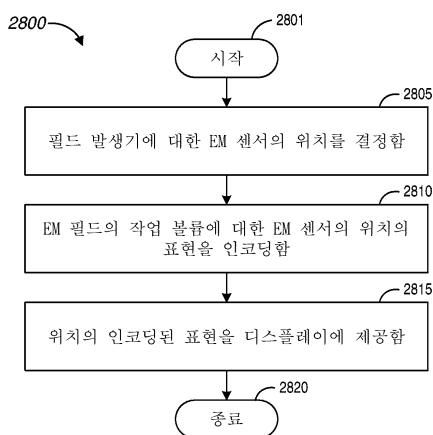 2800
2801
시작
2805
필드 발생기에 대한 EM 센서의 위치를 결정함
2810
EM 필드의 작업 볼륨에 대한 EM 센서의 위치의
표현을 인코딩함
2815
위치의 인코딩된 표현을 디스플레이에 제공함
2820
종료